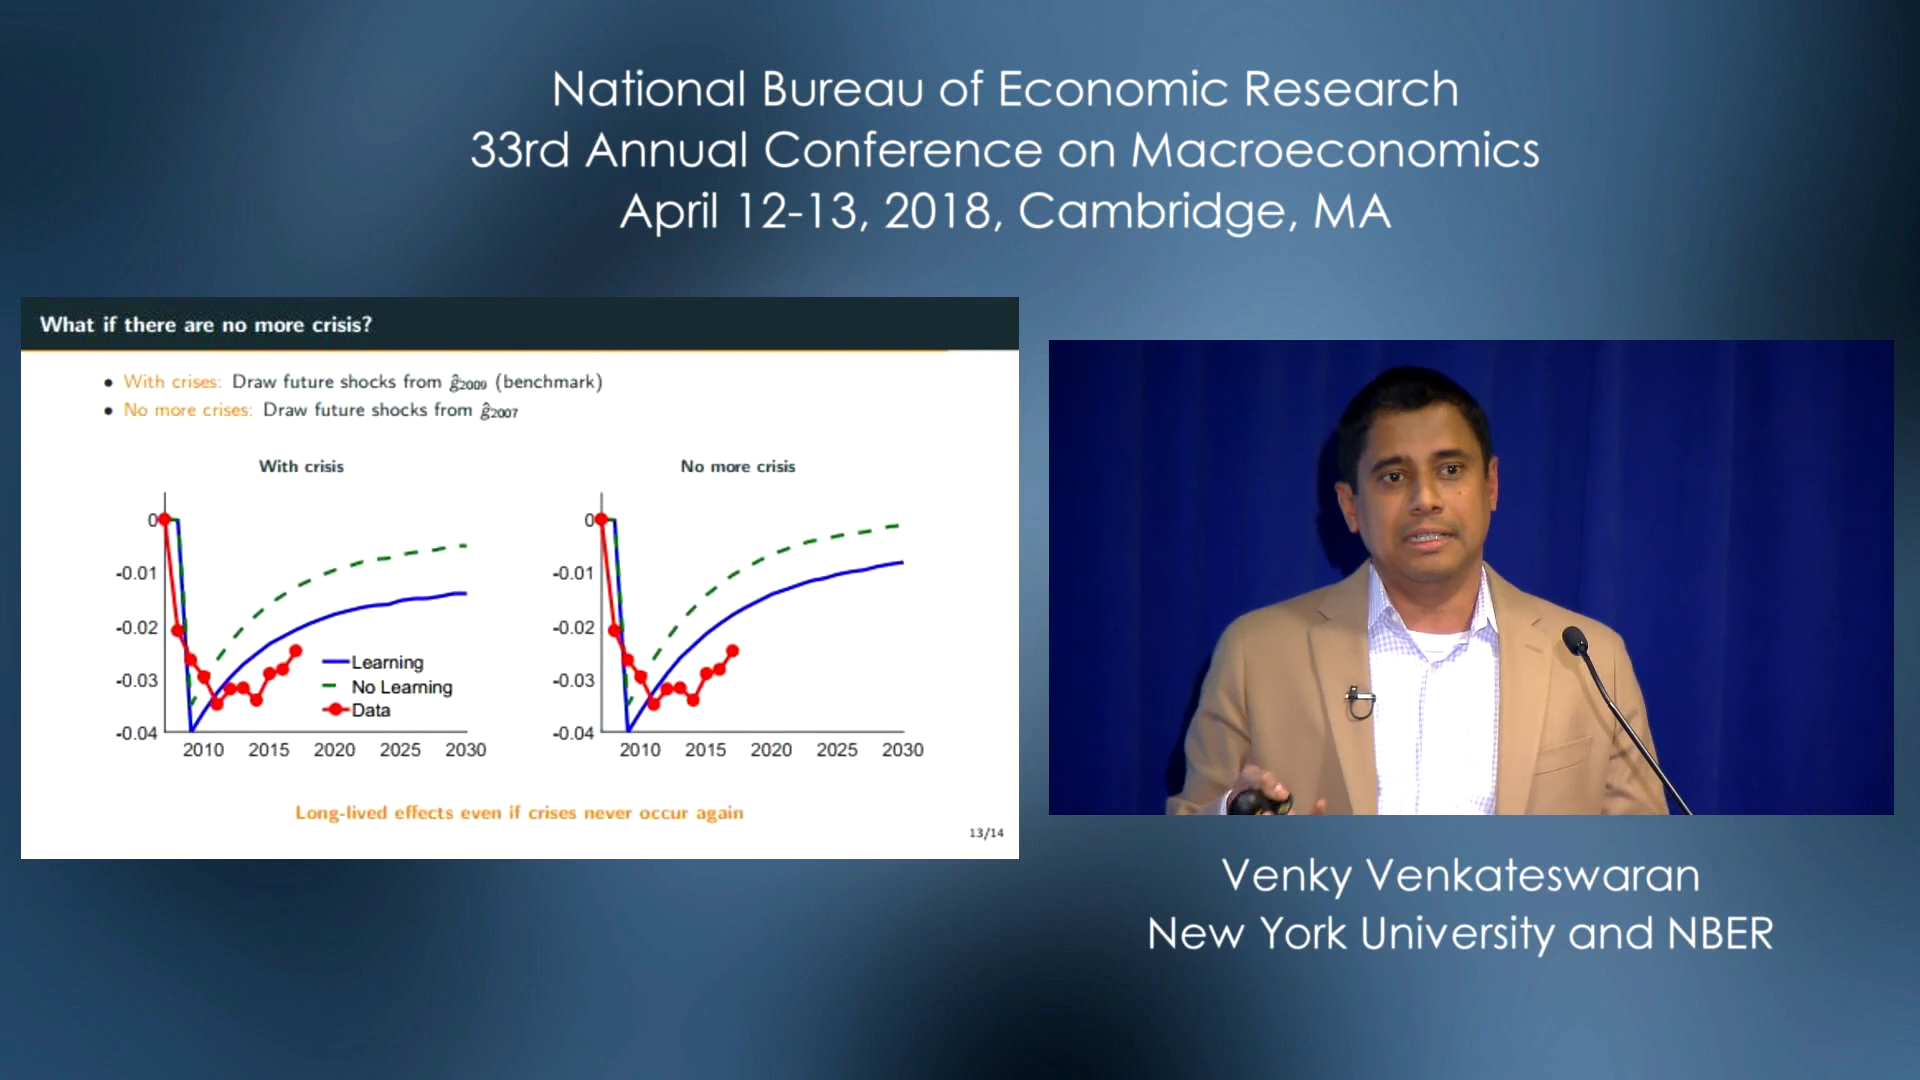 National Bureau of Economic Research
33rd Annual Conference on Macroeconomics
April 12-13, 2018, Cambridge, MA
What if there are no more crisis?
• With crises: Draw future shocks from ĝ2009 (benchmark)
• No more crises: Draw future shocks from ĝ2007
With crisis
0
-0.01
-0.02
-0.03
-0.04
2010 2015 2020 2025 2030
Learning
No Learning
Data
No more crisis
0
-0.01
-0.02
-0.03
-0.04
2010 2015 2020 2025 2030
Long-lived effects even if crises never occur again
13/14
Venky Venkateswaran
New York University and NBER